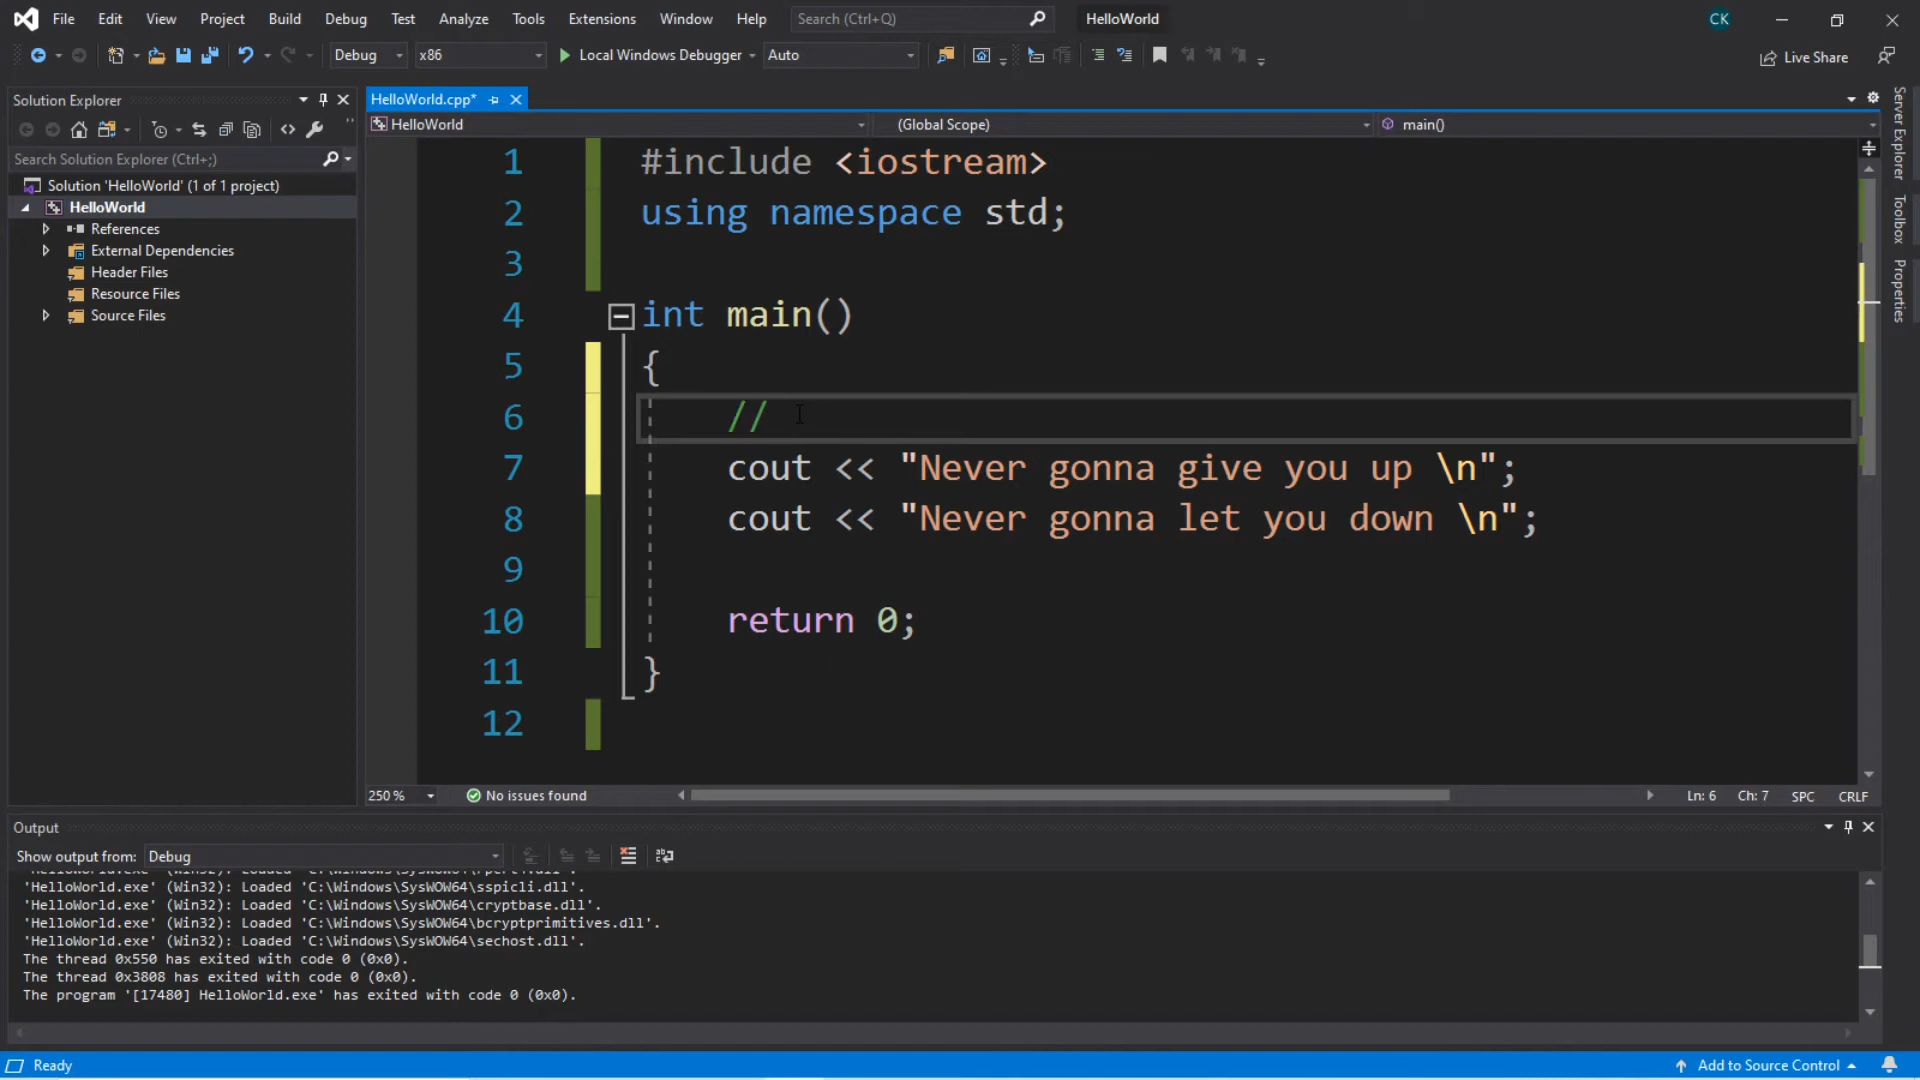 File Edit View Project Build Debug Test Analyze Tools Extensions Window Help Search (Ctrl+Q) HelloWorld CK
Debug x86 Local Windows Debugger Auto Live Share
Solution Explorer
Search Solution Explorer (Ctrl+;)
Solution 'HelloWorld' (1 of 1 project)
HelloWorld
References
External Dependencies
Header Files
Resource Files
Source Files
HelloWorld.cpp*
HelloWorld (Global Scope) main()
1 #include <iostream>
2 using namespace std;
3
4 int main()
5 {
6 //
7 cout << "Never gonna give you up \n";
8 cout << "Never gonna let you down \n";
9
10 return 0;
11 }
12
250 % No issues found Ln: 6 Ch: 7 SPC CRLF
Server Explorer
Toolbox
Properties
Output
Show output from: Debug
'HelloWorld.exe' (Win32): Loaded 'C:\Windows\SysWOW64\sspicli.dll'.
'HelloWorld.exe' (Win32): Loaded 'C:\Windows\SysWOW64\cryptbase.dll'.
'HelloWorld.exe' (Win32): Loaded 'C:\Windows\SysWOW64\bcryptprimitives.dll'.
'HelloWorld.exe' (Win32): Loaded 'C:\Windows\SysWOW64\sechost.dll'.
The thread 0x550 has exited with code 0 (0x0).
The thread 0x3808 has exited with code 0 (0x0).
The program '[17480] HelloWorld.exe' has exited with code 0 (0x0).
Ready Add to Source Control